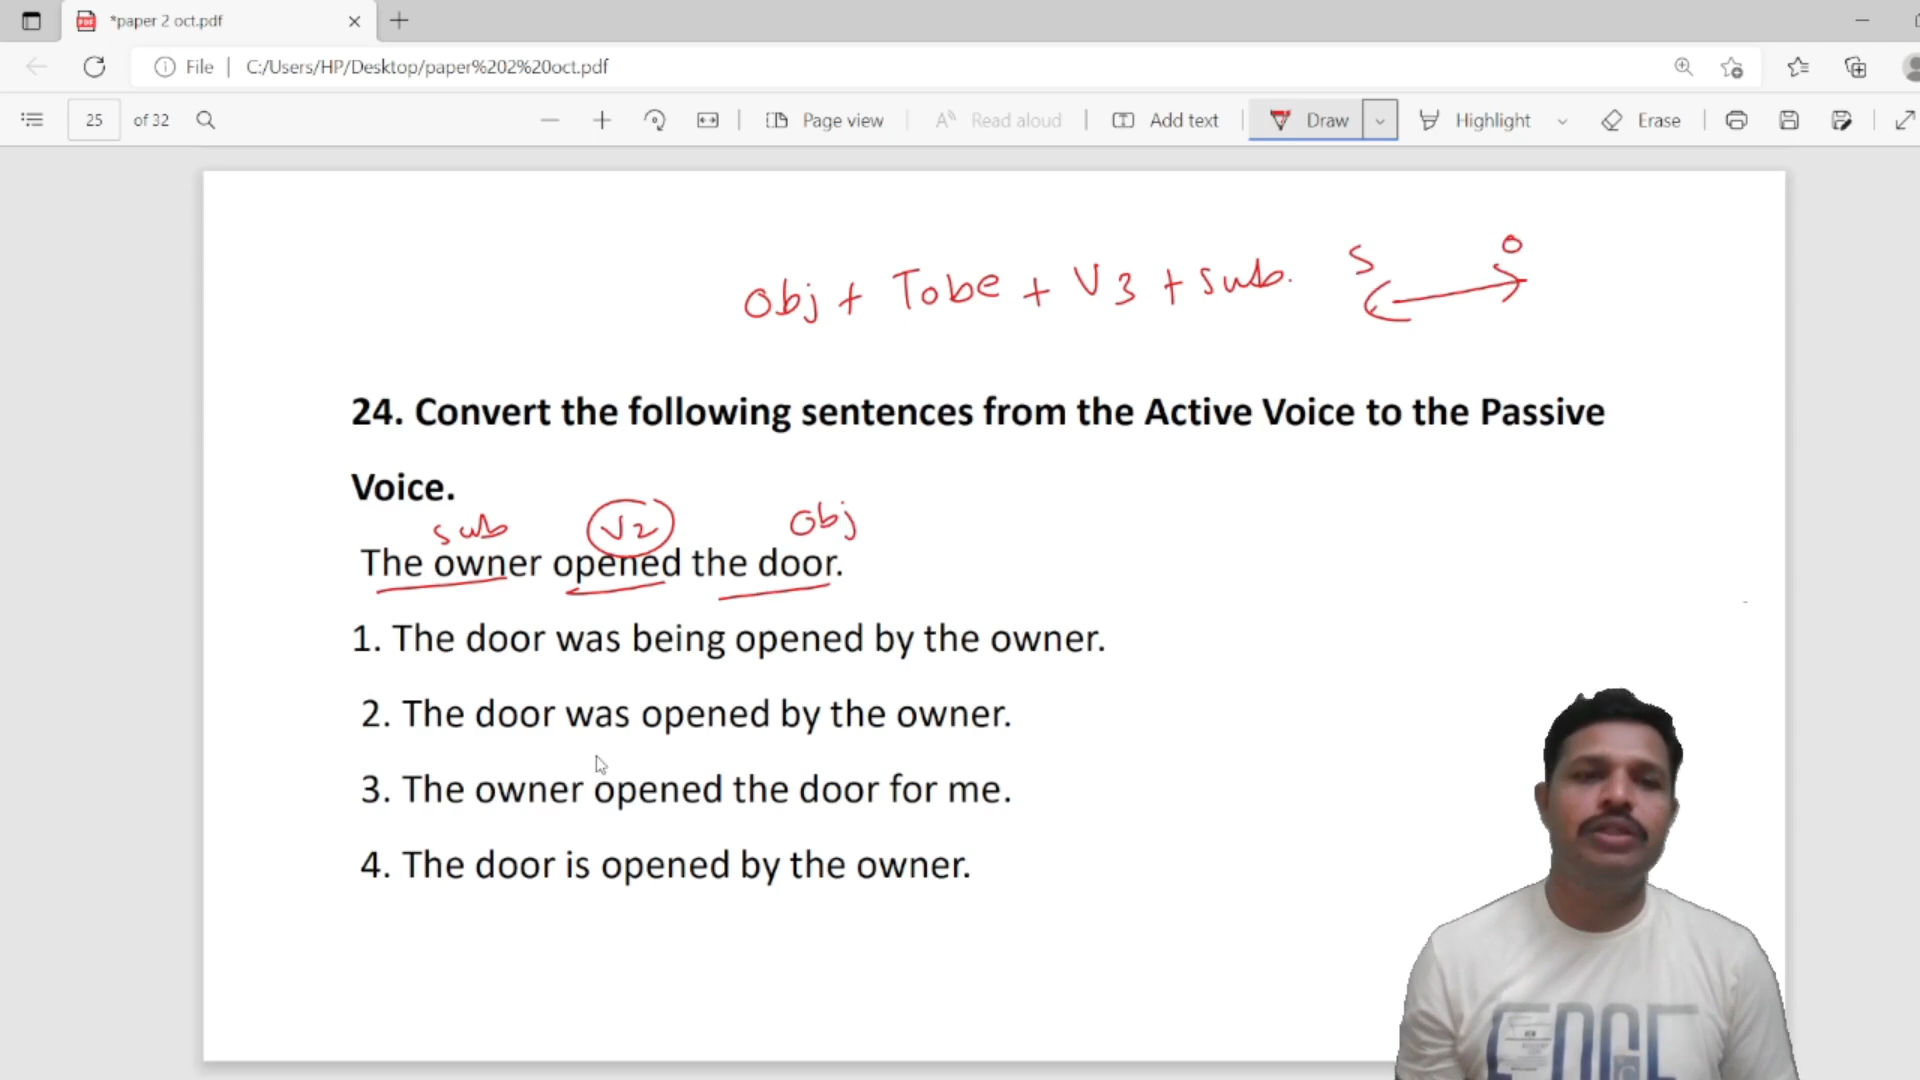 *paper 2 oct.pdf
File | C:/Users/HP/Desktop/paper%202%20oct.pdf
25 of 32 Page view Read aloud Add text Draw Highlight Erase
Obj + Tobe + V3 + Sub. S O
24. Convert the following sentences from the Active Voice to the Passive
Voice.
sub V2 Obj
The owner opened the door.
1. The door was being opened by the owner.
2. The door was opened by the owner.
3. The owner opened the door for me.
4. The door is opened by the owner.
EDGE